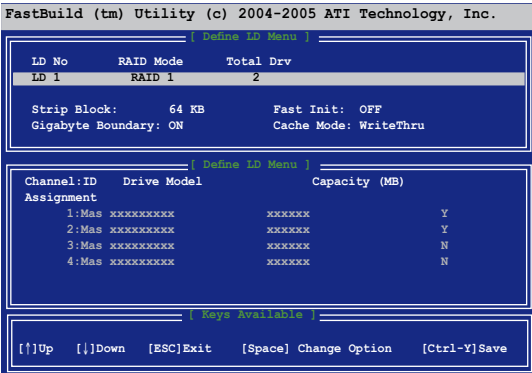 FastBuild (tm) Utility (c) 2004-2005 ATI Technology, Inc.
[ Define LD Menu ]
LD No RAID Mode Total Drv
LD 1 RAID 1 2
Strip Block: 64 KB Fast Init: OFF
Gigabyte Boundary: ON Cache Mode: WriteThru
[ Define LD Menu ]
Channel:ID Drive Model Capacity (MB)
Assignment
1:Mas xxxxxxxxx xxxxxx Y
2:Mas xxxxxxxxx xxxxxx Y
3:Mas xxxxxxxxx xxxxxx N
4:Mas xxxxxxxxx xxxxxx N
[ Keys Available ]
[↑]Up [↓]Down [ESC]Exit [Space] Change Option [Ctrl-Y]Save